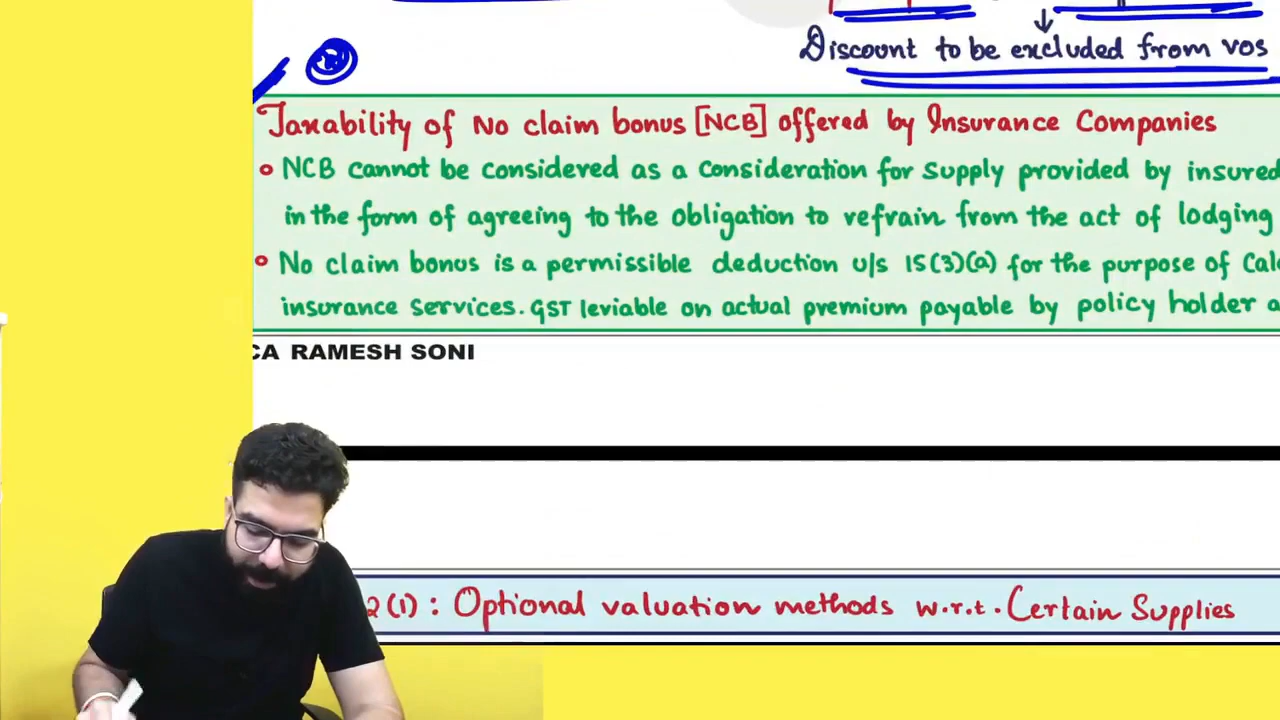 Discount to be excluded from VOS
Taxability of No claim bonus [NCB] offered by Insurance Companies
NCB cannot be considered as a consideration for supply provided by insured
in the form of agreeing to the obligation to refrain from the act of lodging
No claim bonus is a permissible deduction u/s 15(3)(a) for the purpose of
insurance services. GST leviable on actual premium payable by policy holder
CA RAMESH SONI
2(1) : Optional valuation methods w.r.t. Certain Supplies